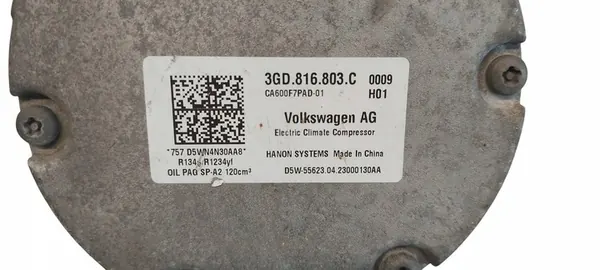 3GD.816.803.C 0009
CA600F7PAD-01 H01
Volkswagen AG
Electric Climate Compressor
*757 D5WN4N30AA8*
HANON SYSTEMS Made In China
R134a/R1234yf
OIL PAG SP-A2 120cm³
D5W-55623.04.23000130AA